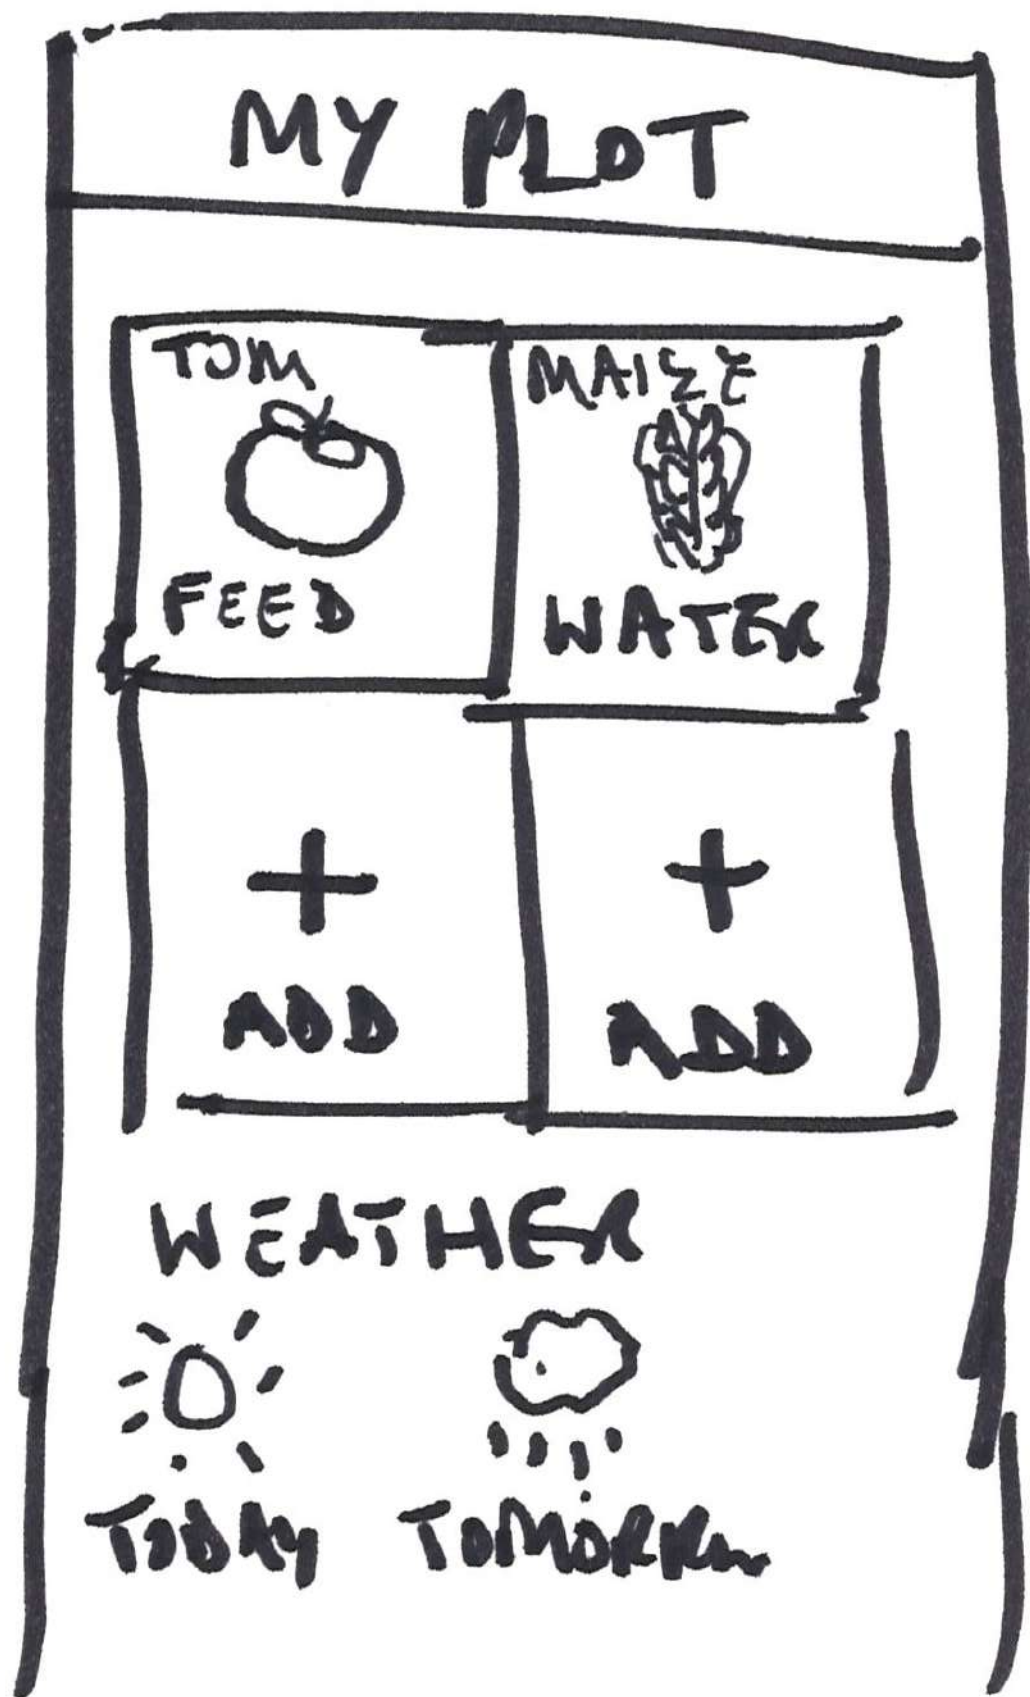 MY PLOT
TOM
MAIZE
FEED
WATER
+
+
ADD
ADD
WEATHER
TODAY
TOMORROW